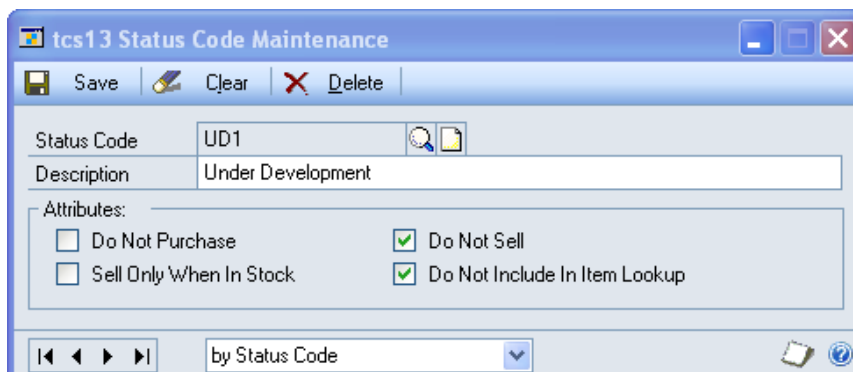 tcs13 Status Code Maintenance
Save Clear Delete
Status Code UD1
Description Under Development
Attributes:
Do Not Purchase Do Not Sell
Sell Only When In Stock Do Not Include In Item Lookup
by Status Code